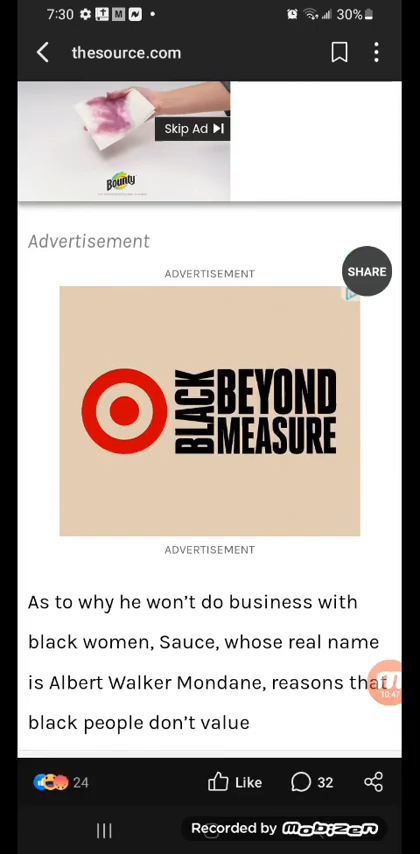 7:30 M 30%
thesource.com
Skip Ad
Bounty
Advertisement
SHARE
ADVERTISEMENT
BLACK BEYOND
MEASURE
ADVERTISEMENT
As to why he won't do business with
black women, Sauce, whose real name
is Albert Walker Mondane, reasons that
10:47
black people don't value
24 Like 32
Recorded by mobizen